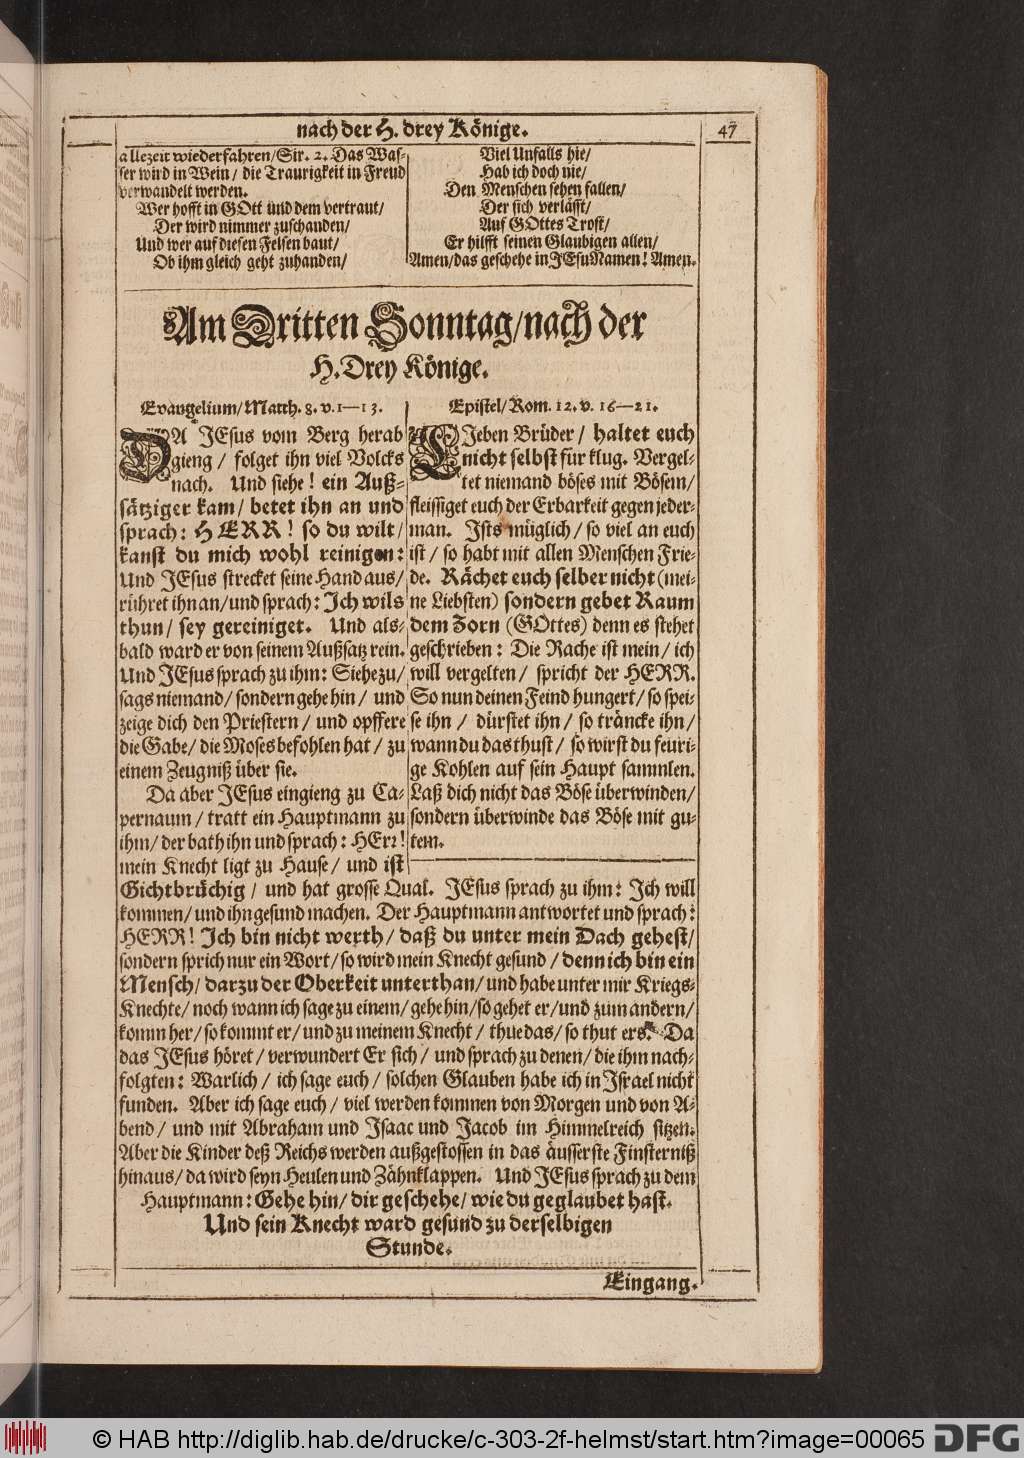 nach der H. drey Könige.
47
allezeit wiederfahren/Sir. 2. Das Was-
ser wird in Wein / die Traurigkeit in Freud
verwandelt werden.
Wer hofft in GOtt und dem vertraut/
Der wird nimmer zuschanden/
Und wer auf diesen Felsen baut/
Ob ihm gleich geht zuhanden/
Viel Unfalls hie/
Hab ich doch nie/
Den Menschen sehen fallen/
Der sich verläfft/
Auf GOttes Trost/
Er hilfft seinen Glaubigen allen/
Amen/das geschehe in JEsu Namen! Amen.
Am Dritten Sonntag/nach der
H. Drey Könige.
Evangelium/Matth. 8. v. 1—13.
DA JEsus vom Berg herab
gieng / folget ihn viel Volcks
nach. Und siehe! ein Auß-
sätziger kam/ betet ihn an und
sprach: HERR! so du wilt/
kanst du mich wohl reinigen:
Und JEsus strecket seine Hand aus/
rühret ihn an/und sprach: Ich wils
thun/ sey gereiniget. Und als-
bald ward er von seinem Außsatz rein.
Und JEsus sprach zu ihm: Siehe zu/
sags niemand/ sondern gehe hin/ und
zeige dich den Priestern/ und opffere
die Gabe/ die Moses befohlen hat/ zu
einem Zeugniß über sie.
Da aber JEsus eingieng zu Ca-
pernaum/ tratt ein Hauptmann zu
ihm/ der bath ihn und sprach: HErr!
mein Knecht ligt zu Hause/ und ist
Epistel/Rom. 12. v. 16—21.
LIeben Brüder/ haltet euch
nicht selbst für klug. Vergel-
tet niemand böses mit Bösem/
fleissiget euch der Erbarkeit gegen jeder-
man. Ists müglich/ so viel an euch
ist/ so habt mit allen Menschen Frie-
de. Rächet euch selber nicht (mei-
ne Liebsten) sondern gebet Raum
dem Zorn (GOttes) denn es stehet
geschrieben: Die Rache ist mein/ ich
will vergelten/ spricht der HERR.
So nun deinen Feind hungert/ so spei-
se ihn/ dürstet ihn/ so träncke ihn/
wann du das thust/ so wirst du feuri-
ge Kohlen auf sein Haupt sammlen.
Laß dich nicht das Böse überwinden/
sondern überwinde das Böse mit gu-
tem.
Gichtbrüchig/ und hat grosse Qual. JEsus sprach zu ihm: Ich will
kommen/ und ihn gesund machen. Der Hauptmann antwortet und sprach:
HERR! Ich bin nicht werth/ daß du unter mein Dach gehest/
sondern sprich nur ein Wort/ so wird mein Knecht gesund/ denn ich bin ein
Mensch/ darzu der Oberkeit unterthan/ und habe unter mir Kriegs-
Knechte/ noch wann ich sage zu einem/ gehe hin/ so gehet er/ und zum andern/
komm her/ so kommt er/ und zu meinem Knecht/ thue das/ so thut ers. Da
das JEsus höret/ verwundert Er sich/ und sprach zu denen/ die ihm nach-
folgten: Warlich/ ich sage euch/ solchen Glauben habe ich in Israel nicht
funden. Aber ich sage euch/ viel werden kommen von Morgen und von A-
bend/ und mit Abraham und Isaac und Jacob im Himmelreich sitzen.
Aber die Kinder deß Reichs werden außgestossen in das äusserste Finsterniß
hinaus/ da wird seyn Heulen und Zähnklappen. Und JEsus sprach zu dem
Hauptmann: Gehe hin/ dir geschehe/ wie du geglaubet hast.
Und sein Knecht ward gesund zu derselbigen
Stunde.
Eingang.
© HAB http://diglib.hab.de/drucke/c-303-2f-helmst/start.htm?image=00065
DFG